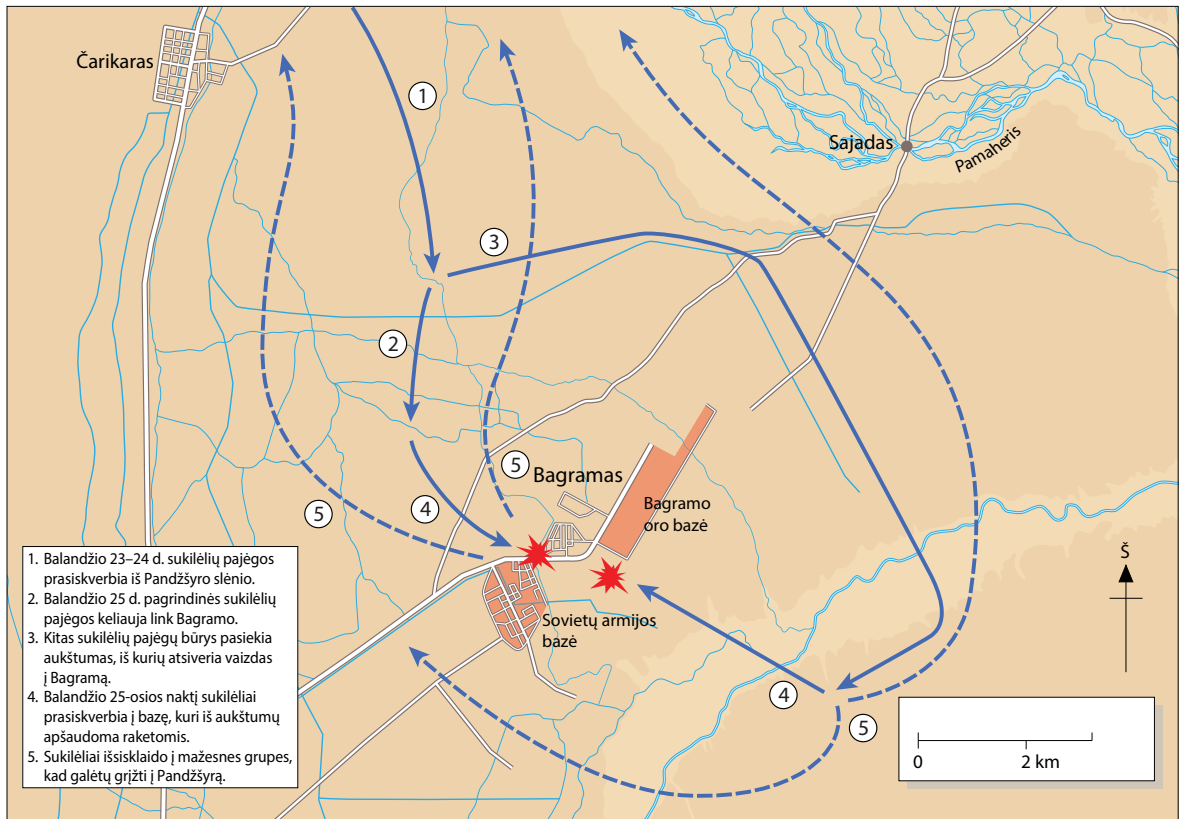 Čarikaras
1
Sajadas
Pamaheris
3
2
5
Bagramas
4
Bagramo
oro bazė
5
Š
1. Balandžio 23–24 d. sukilėlių pajėgos
prasiskverbia iš Pandžšyro slėnio.
2. Balandžio 25 d. pagrindinės sukilėlių
pajėgos keliauja link Bagramo.
3. Kitas sukilėlių pajėgų būrys pasiekia
aukštumas, iš kurių atsiveria vaizdas
į Bagramą.
4. Balandžio 25-osios naktį sukilėliai
prasiskverbia į bazę, kuri iš aukštumų
apšaudoma raketomis.
5. Sukilėliai išsisklaido į mažesnes grupes,
kad galėtų grįžti į Pandžšyrą.
Sovietų armijos
bazė
4
5
0 2 km